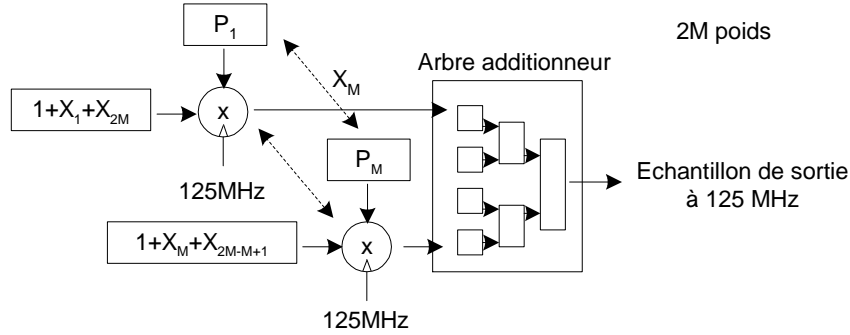 P1
2M poids
Arbre additionneur
XM
1+X1+X2M
x
PM
125MHz
Echantillon de sortie
à 125 MHz
1+XM+X2M-M+1
x
125MHz